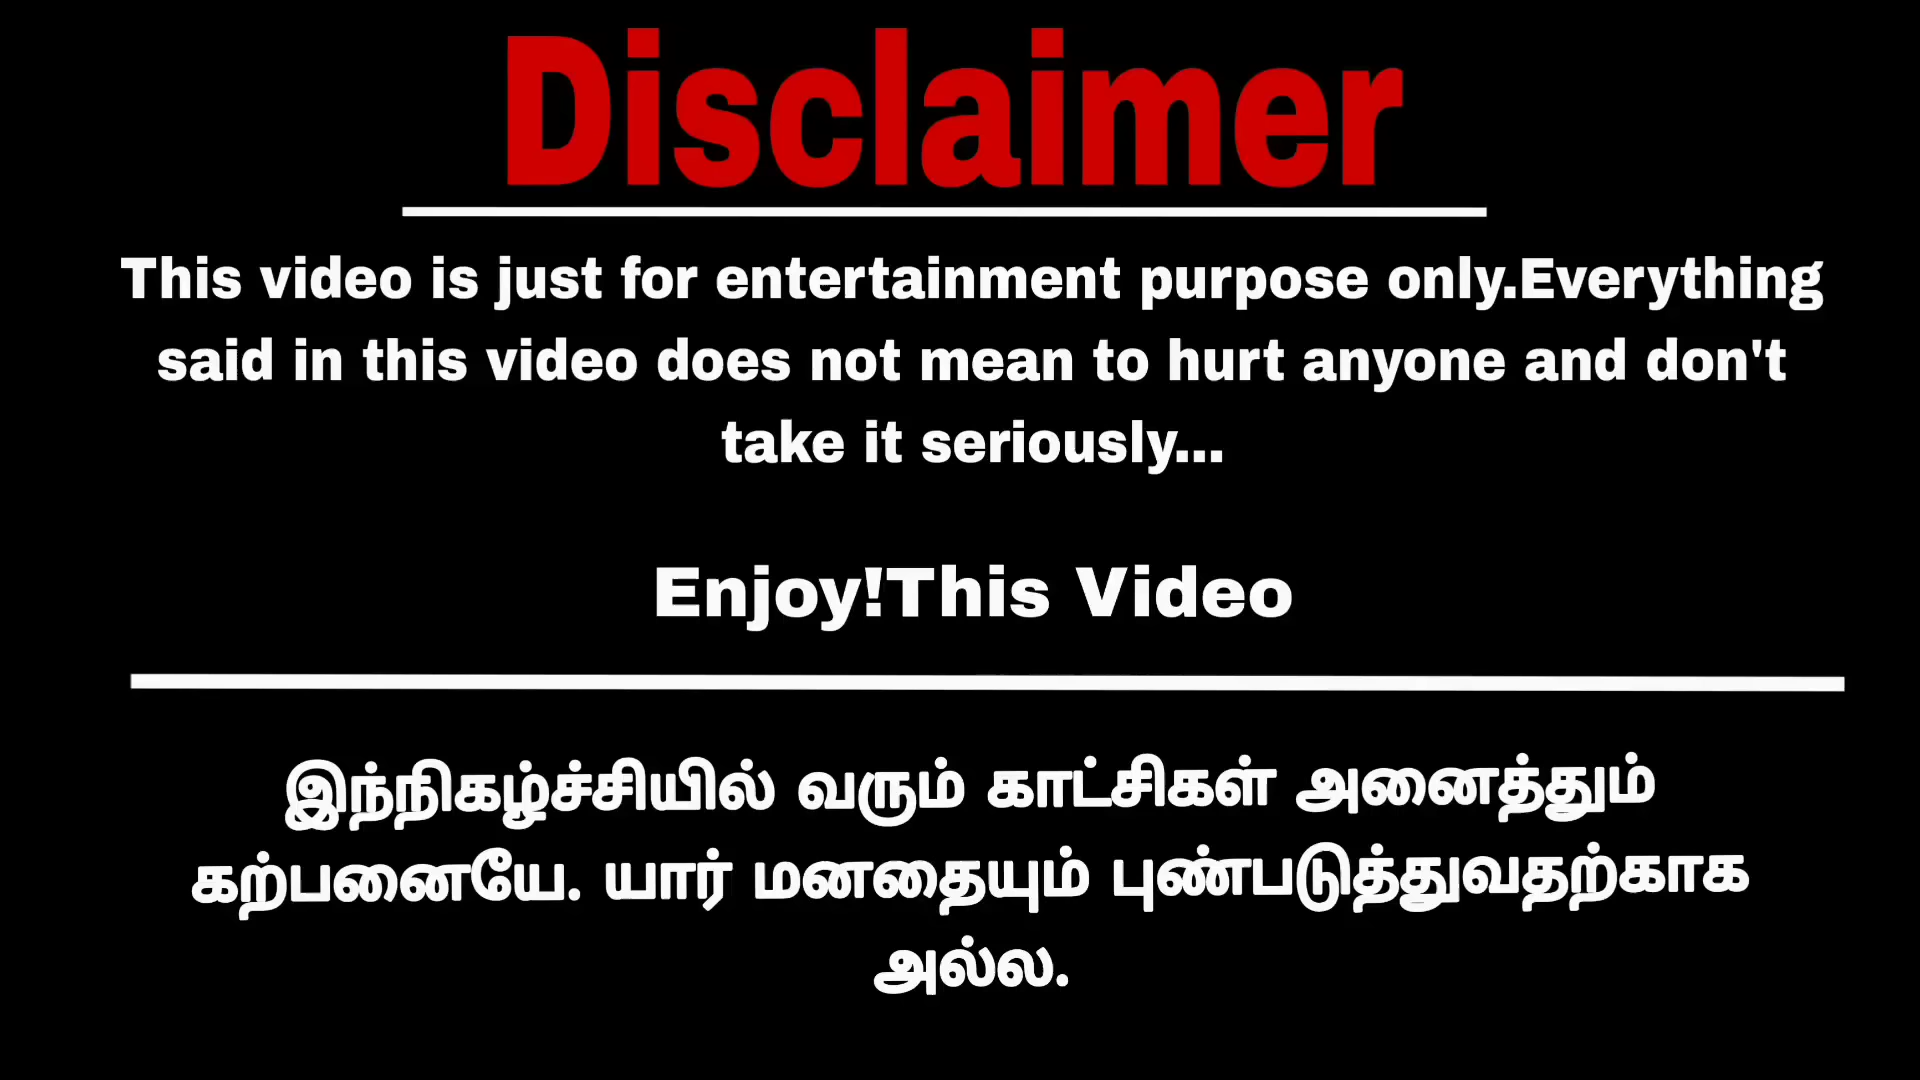 Disclaimer
This video is just for entertainment purpose only.Everything
said in this video does not mean to hurt anyone and don't
take it seriously...
Enjoy!This Video
இந்நிகழ்ச்சியில் வரும் காட்சிகள் அனைத்தும்
கற்பனையே. யார் மனதையும் புண்படுத்துவதற்காக
அல்ல.